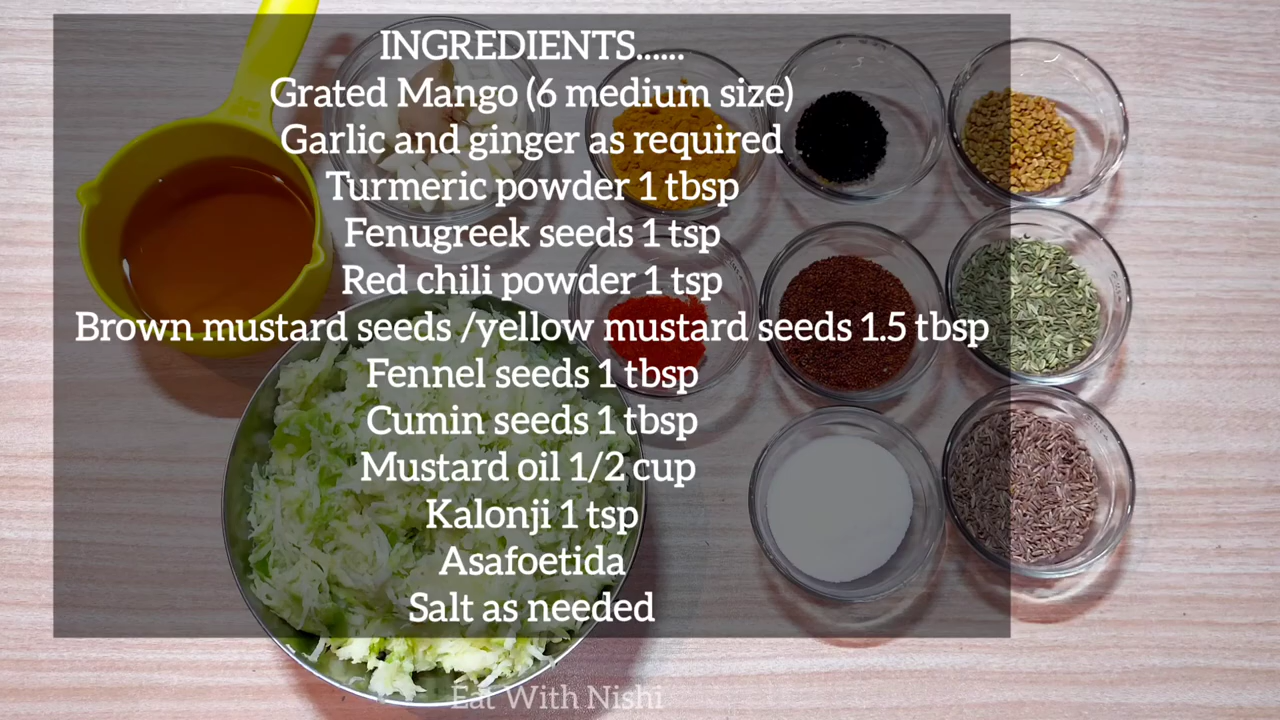 INGREDIENTS......
Grated Mango (6 medium size)
Garlic and ginger as required
Turmeric powder 1 tbsp
Fenugreek seeds 1 tsp
Red chili powder 1 tsp
Brown mustard seeds /yellow mustard seeds 1.5 tbsp
Fennel seeds 1 tbsp
Cumin seeds 1 tbsp
Mustard oil 1/2 cup
Kalonji 1 tsp
Asafoetida
Salt as needed
Eat With Nishi